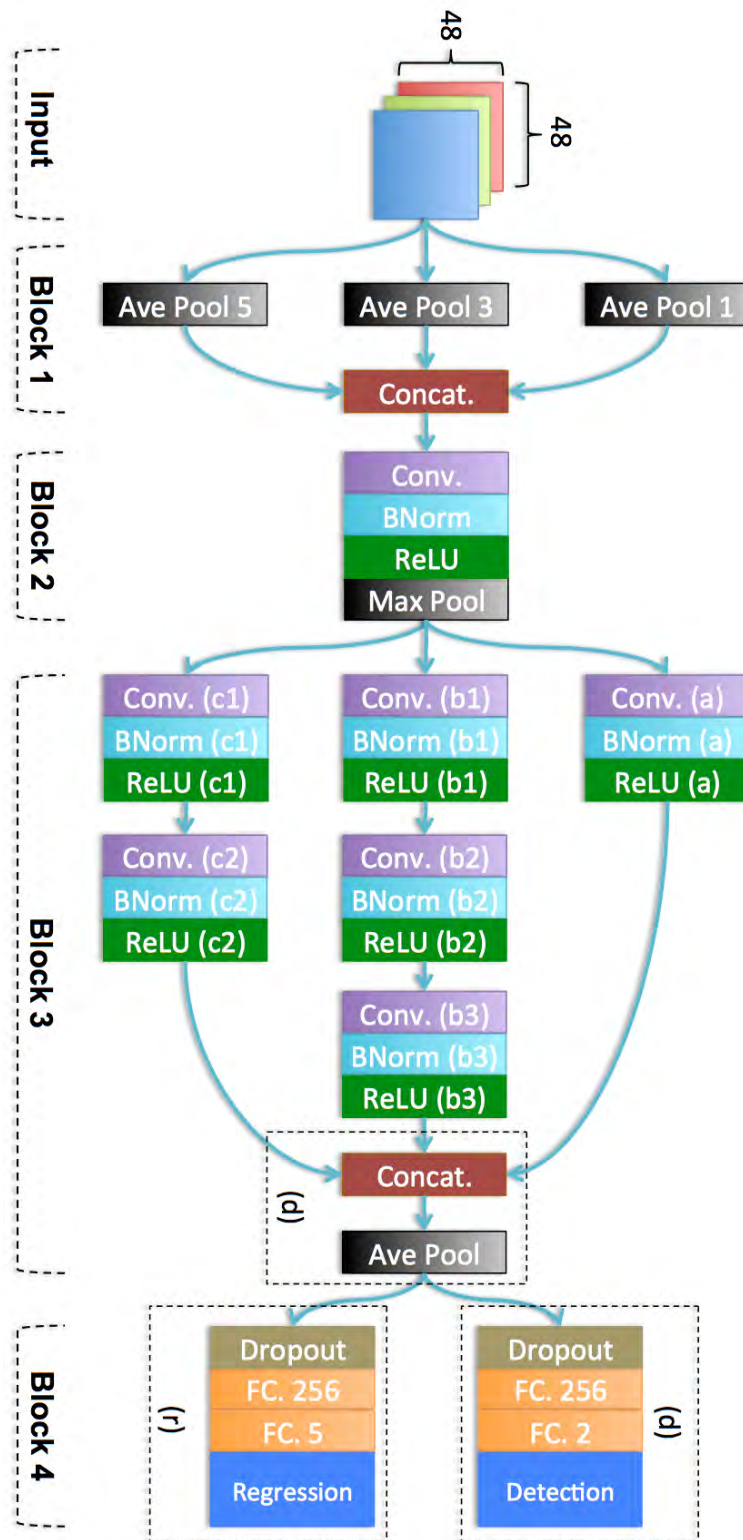 48
48
Input
Block 1
Ave Pool 5
Ave Pool 3
Ave Pool 1
Concat.
Block 2
Conv.
BNorm
ReLU
Max Pool
Block 3
Conv. (c1)
BNorm (c1)
ReLU (c1)
Conv. (b1)
BNorm (b1)
ReLU (b1)
Conv. (a)
BNorm (a)
ReLU (a)
Conv. (c2)
BNorm (c2)
ReLU (c2)
Conv. (b2)
BNorm (b2)
ReLU (b2)
Conv. (b3)
BNorm (b3)
ReLU (b3)
Concat.
(d)
Ave Pool
Block 4
(r)
Dropout
FC. 256
FC. 5
Regression
Dropout
FC. 256
FC. 2
Detection
(d)